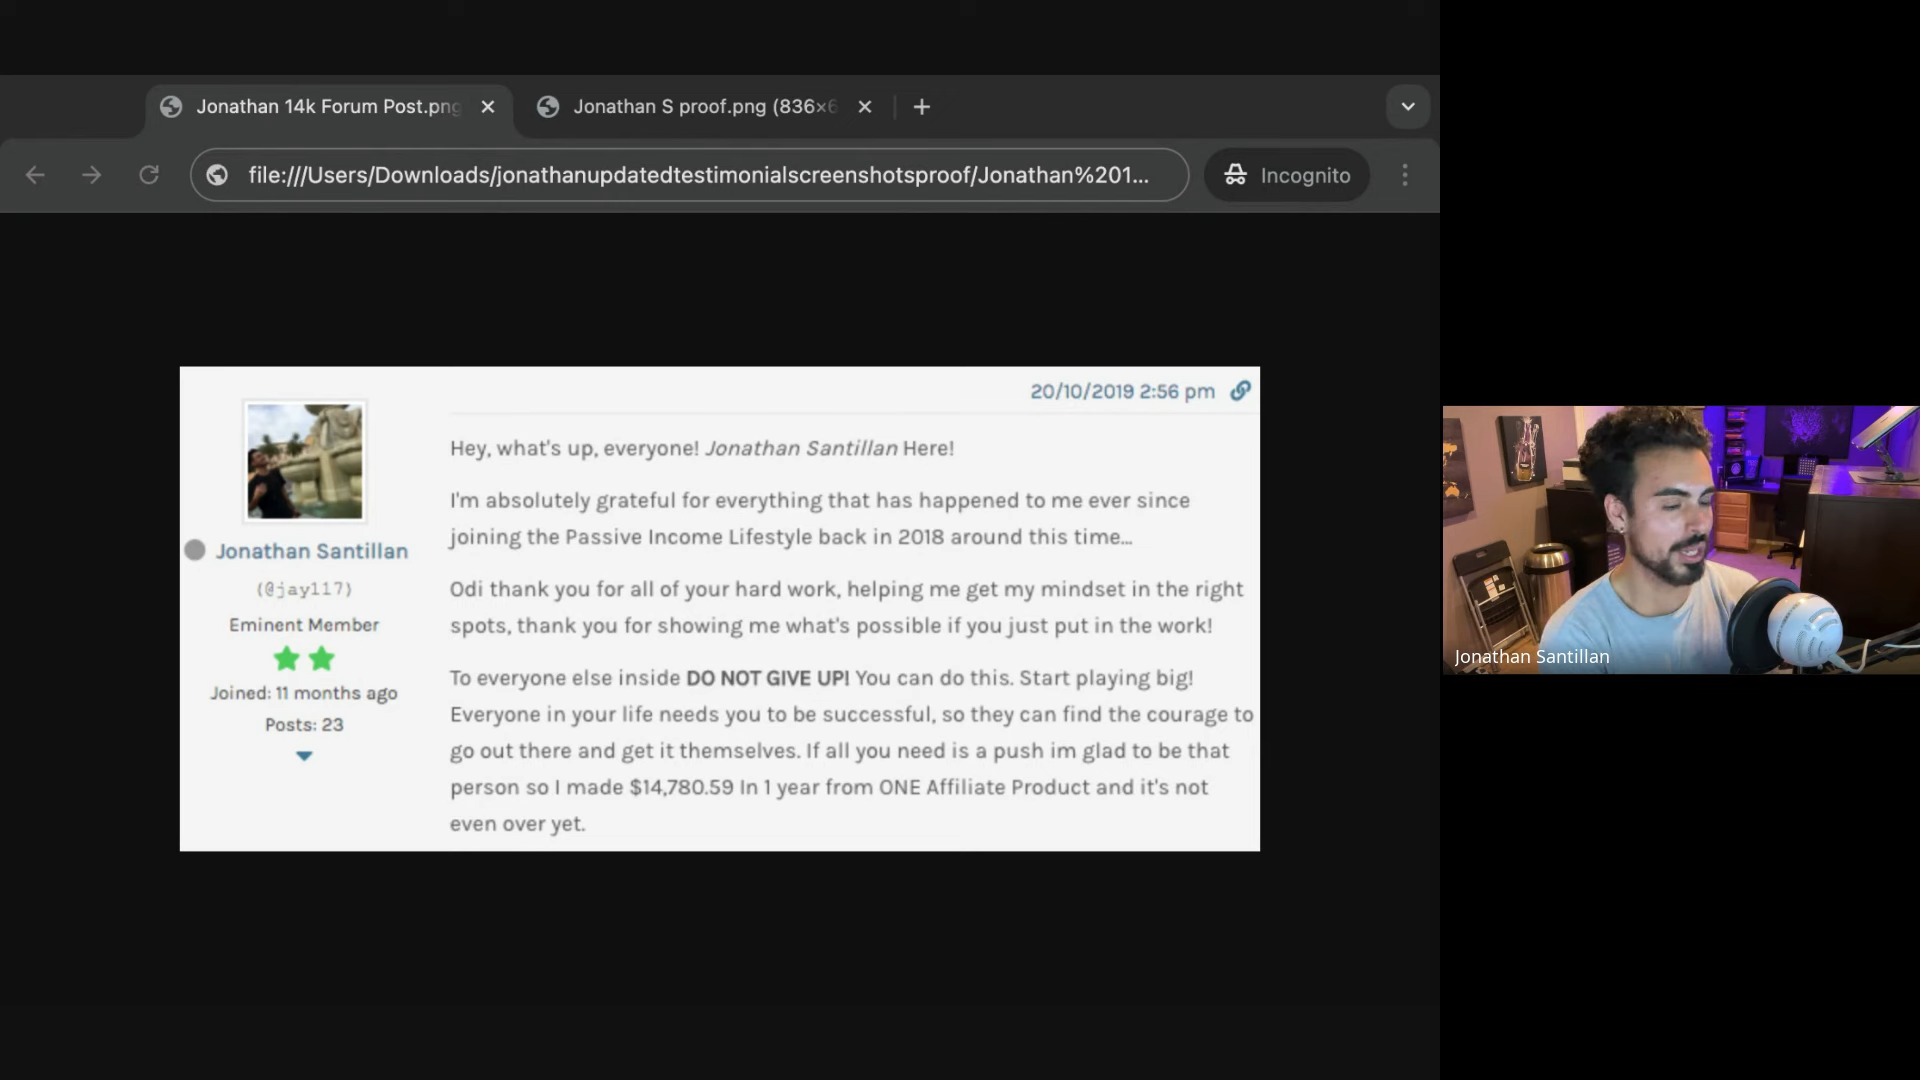 Jonathan 14k Forum Post.png
Jonathan S proof.png (836×6
file:///Users/Downloads/jonathanupdatedtestimonialscreenshotsproof/Jonathan%201...
Incognito
20/10/2019 2:56 pm
Jonathan Santillan
(@jay117)
Eminent Member
Joined: 11 months ago
Posts: 23
Hey, what's up, everyone! Jonathan Santillan Here!
I'm absolutely grateful for everything that has happened to me ever since
joining the Passive Income Lifestyle back in 2018 around this time...
Odi thank you for all of your hard work, helping me get my mindset in the right
spots, thank you for showing me what's possible if you just put in the work!
To everyone else inside DO NOT GIVE UP! You can do this. Start playing big!
Everyone in your life needs you to be successful, so they can find the courage to
go out there and get it themselves. If all you need is a push im glad to be that
person so I made $14,780.59 In 1 year from ONE Affiliate Product and it's not
even over yet.
Jonathan Santillan